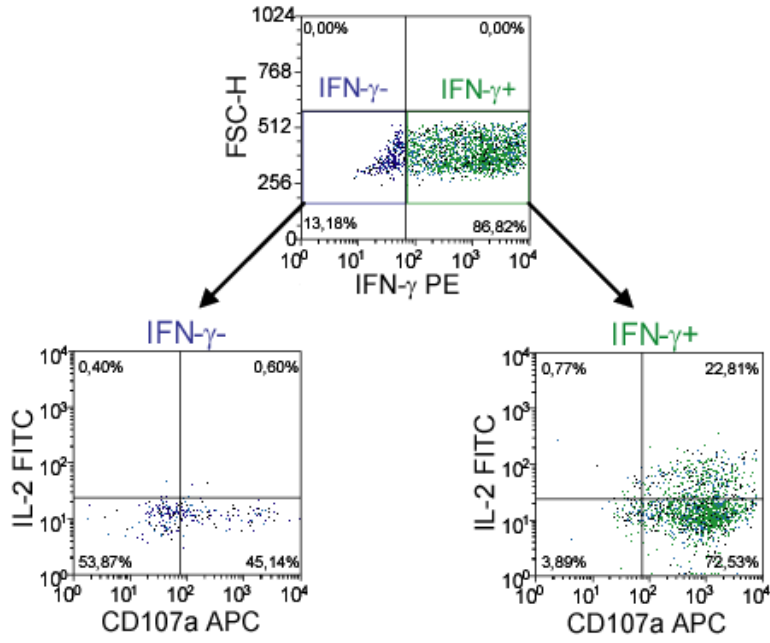 1024
0,00% 0,00%
768
IFN-γ- IFN-γ+
FSC-H
512
256
13,18% 86,82%
0
10⁰ 10¹ 10² 10³ 10⁴
IFN-γ PE
IFN-γ-
10⁴
0,40% 0,60%
10³
IL-2 FITC
10²
10¹
53,87% 45,14%
10⁰
10⁰ 10¹ 10² 10³ 10⁴
CD107a APC
IFN-γ+
10⁴
0,77% 22,81%
10³
IL-2 FITC
10²
10¹
3,89% 72,53%
10⁰
10⁰ 10¹ 10² 10³ 10⁴
CD107a APC